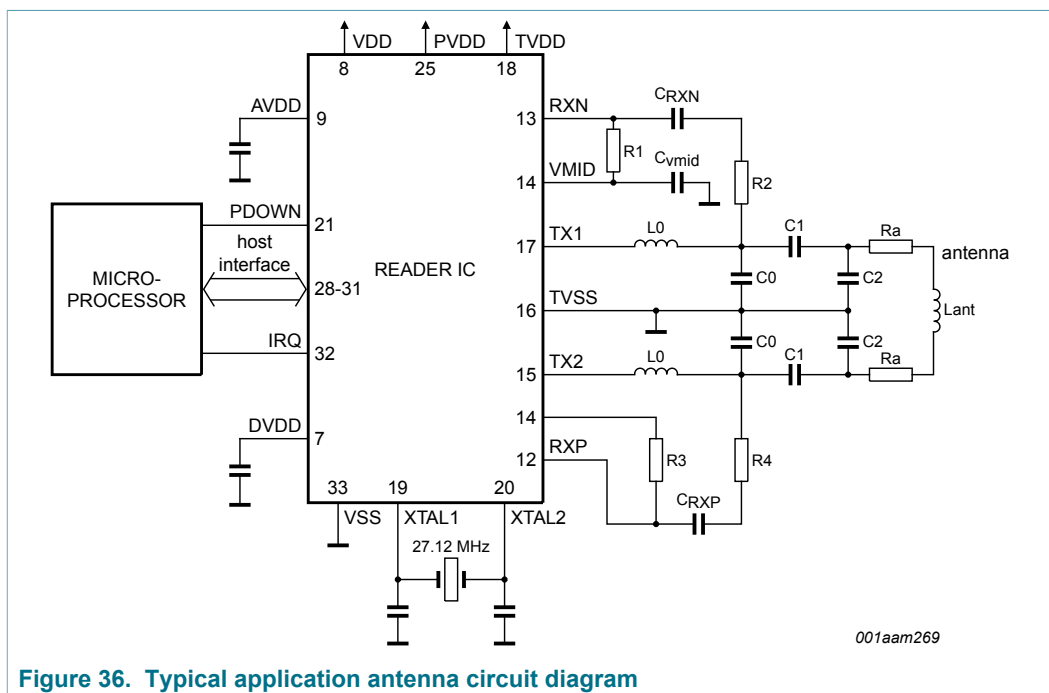 VDD PVDD TVDD
8 25 18
AVDD
9
13 RXN
CRXN
R1
Cvmid
14 VMID
R2
PDOWN
21
17 TX1
L0
C1
Ra
antenna
host
interface
READER IC
MICRO-
PROCESSOR
28-31
C0
C2
16 TVSS
Lant
IRQ
32
C0
C2
15 TX2
L0
C1
Ra
14
DVDD
7
12 RXP
R3
R4
CRXP
33 19 20
VSS XTAL1 XTAL2
27.12 MHz
001aam269
Figure 36. Typical application antenna circuit diagram